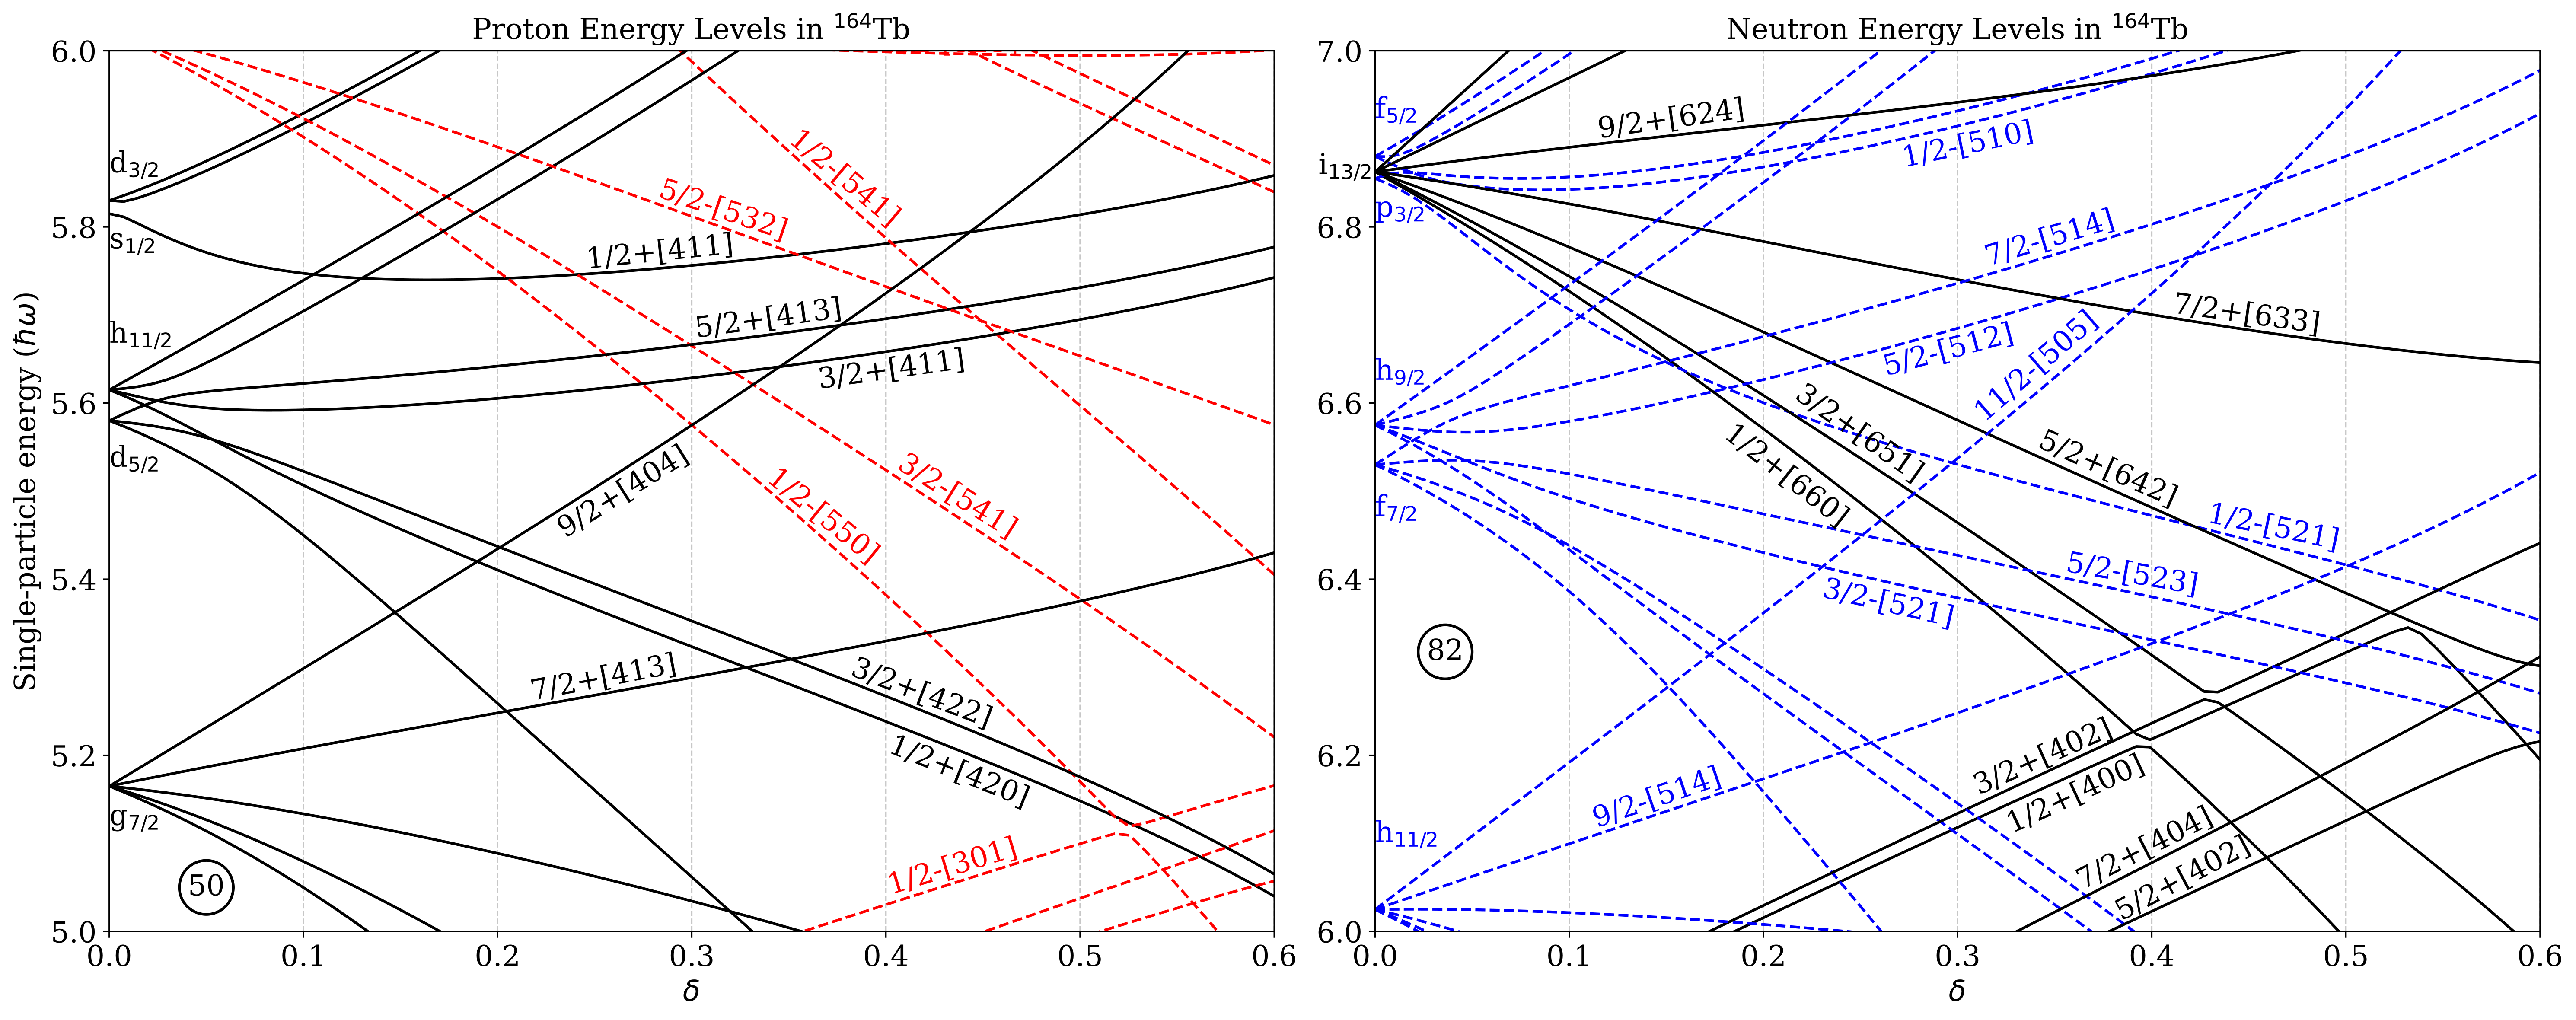 Proton Energy Levels in ¹⁶⁴Tb
Single-particle energy (ℏω)
6.0
5.8
5.6
5.4
5.2
5.0
d₃/₂
s₁/₂
h₁₁/₂
d₅/₂
g₇/₂
50
1/2-[541]
5/2-[532]
1/2+[411]
5/2+[413]
3/2+[411]
9/2+[404]
3/2-[541]
1/2-[550]
7/2+[413]
3/2+[422]
1/2+[420]
1/2-[301]
0.0 0.1 0.2 0.3 0.4 0.5 0.6
δ
Neutron Energy Levels in ¹⁶⁴Tb
7.0
6.8
6.6
6.4
6.2
6.0
f₅/₂
i₁₃/₂
p₃/₂
h₉/₂
f₇/₂
h₁₁/₂
82
9/2+[624]
1/2-[510]
7/2-[514]
7/2+[633]
5/2-[512]
11/2-[505]
3/2+[651]
1/2+[660]
5/2+[642]
1/2-[521]
5/2-[523]
3/2-[521]
3/2+[402]
1/2+[400]
9/2-[514]
7/2+[404]
5/2+[402]
0.0 0.1 0.2 0.3 0.4 0.5 0.6
δ